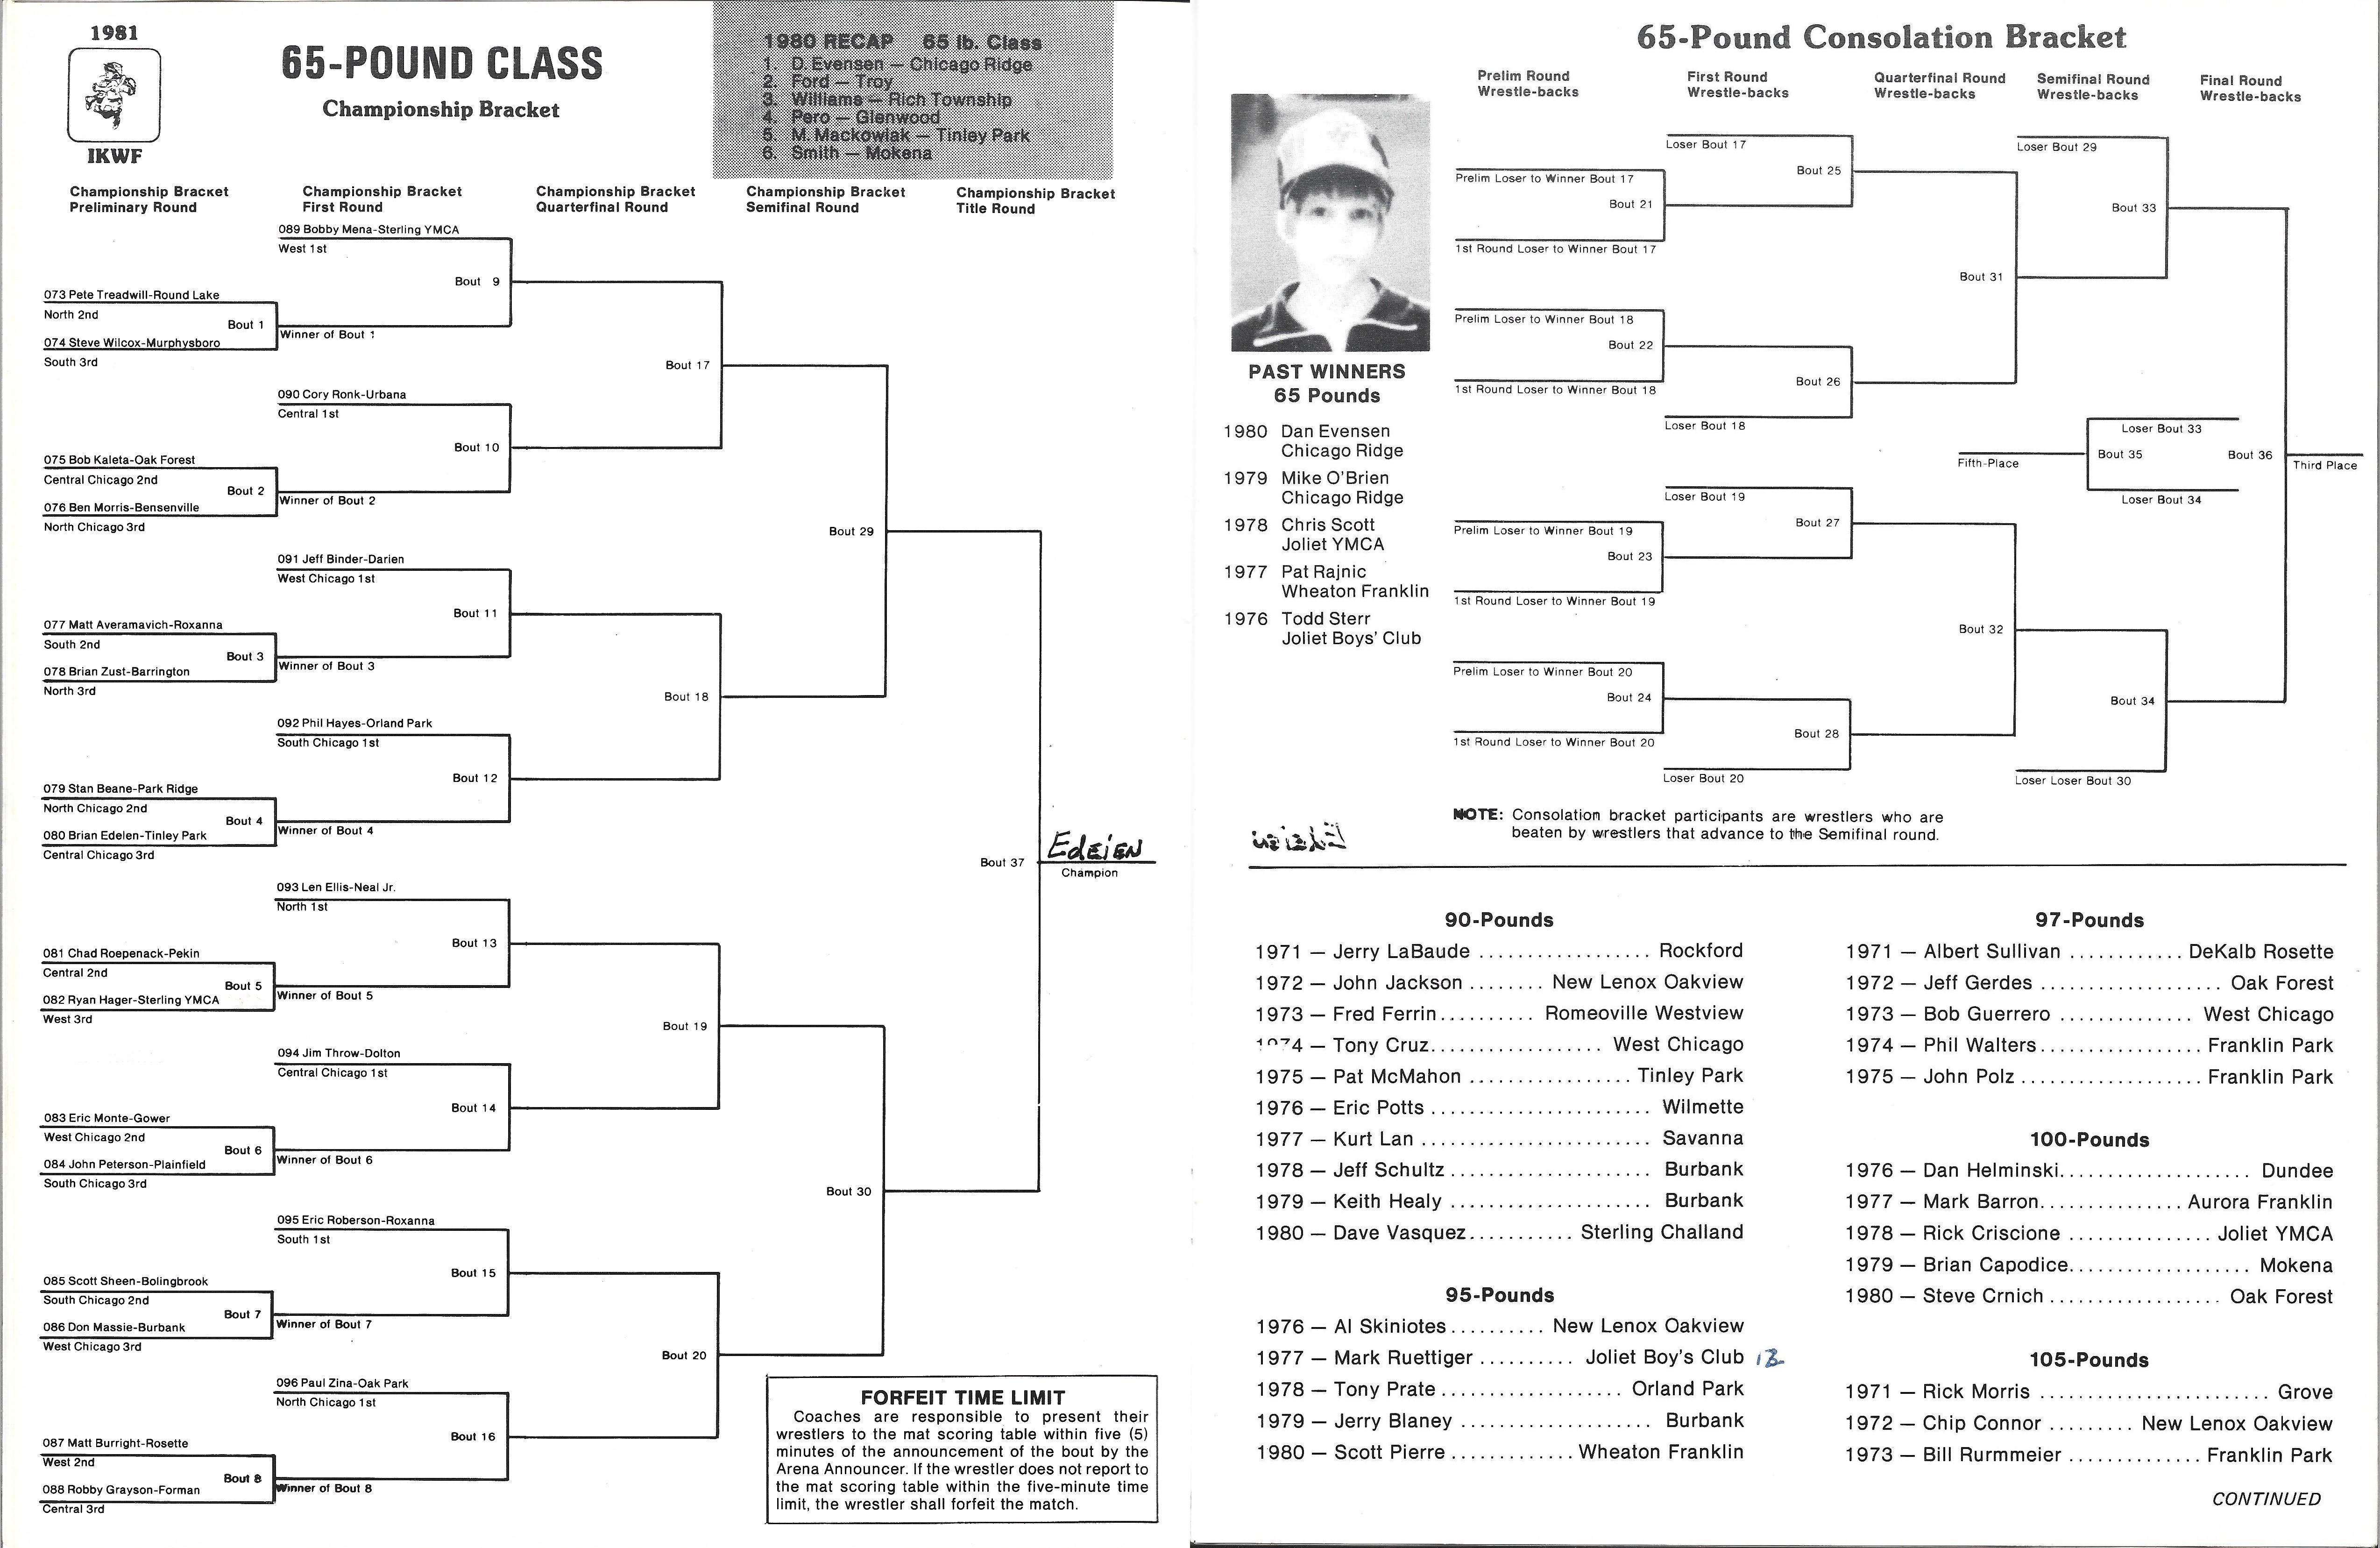 1981
IKWF
65-POUND CLASS
Championship Bracket
1980 RECAP 65 lb. Class
1. D. Evensen — Chicago Ridge
2. Ford — Troy
3. Williams — Rich Township
4. Pero — Glenwood
5. M. Mackowiak — Tinley Park
6. Smith — Mokena
Championship Bracket
Preliminary Round
Championship Bracket
First Round
Championship Bracket
Quarterfinal Round
Championship Bracket
Semifinal Round
Championship Bracket
Title Round
089 Bobby Mena-Sterling YMCA
West 1st
Bout 9
073 Pete Treadwill-Round Lake
North 2nd
Bout 1
074 Steve Wilcox-Murphysboro
South 3rd
Winner of Bout 1
Bout 17
090 Cory Ronk-Urbana
Central 1st
Bout 10
075 Bob Kaleta-Oak Forest
Central Chicago 2nd
Bout 2
076 Ben Morris-Bensenville
North Chicago 3rd
Winner of Bout 2
Bout 29
091 Jeff Binder-Darien
West Chicago 1st
Bout 11
077 Matt Averamavich-Roxanna
South 2nd
Bout 3
078 Brian Zust-Barrington
North 3rd
Winner of Bout 3
Bout 18
092 Phil Hayes-Orland Park
South Chicago 1st
Bout 12
079 Stan Beane-Park Ridge
North Chicago 2nd
Bout 4
080 Brian Edelen-Tinley Park
Central Chicago 3rd
Winner of Bout 4
Bout 37
Edelen
Champion
093 Len Ellis-Neal Jr.
North 1st
Bout 13
081 Chad Roepenack-Pekin
Central 2nd
Bout 5
082 Ryan Hager-Sterling YMCA
West 3rd
Winner of Bout 5
Bout 19
094 Jim Throw-Dolton
Central Chicago 1st
Bout 14
083 Eric Monte-Gower
West Chicago 2nd
Bout 6
084 John Peterson-Plainfield
South Chicago 3rd
Winner of Bout 6
Bout 30
095 Eric Roberson-Roxanna
South 1st
Bout 15
085 Scott Sheen-Bolingbrook
South Chicago 2nd
Bout 7
086 Don Massie-Burbank
West Chicago 3rd
Winner of Bout 7
Bout 20
096 Paul Zina-Oak Park
North Chicago 1st
Bout 16
087 Matt Burright-Rosette
West 2nd
Bout 8
088 Robby Grayson-Forman
Central 3rd
Winner of Bout 8
FORFEIT TIME LIMIT
Coaches are responsible to present their
wrestlers to the mat scoring table within five (5)
minutes of the announcement of the bout by the
Arena Announcer. If the wrestler does not report to
the mat scoring table within the five-minute time
limit, the wrestler shall forfeit the match.
65-Pound Consolation Bracket
Prelim Round
Wrestle-backs
First Round
Wrestle-backs
Quarterfinal Round
Wrestle-backs
Semifinal Round
Wrestle-backs
Final Round
Wrestle-backs
Loser Bout 17
Bout 25
Prelim Loser to Winner Bout 17
Bout 21
1st Round Loser to Winner Bout 17
Loser Bout 29
Bout 33
Bout 31
Prelim Loser to Winner Bout 18
Bout 22
1st Round Loser to Winner Bout 18
Bout 26
Loser Bout 18
Loser Bout 33
Fifth-Place
Bout 35
Bout 36
Third Place
Loser Bout 34
Loser Bout 19
Bout 27
Prelim Loser to Winner Bout 19
Bout 23
1st Round Loser to Winner Bout 19
Bout 32
Prelim Loser to Winner Bout 20
Bout 24
1st Round Loser to Winner Bout 20
Bout 28
Loser Bout 20
Bout 34
Loser Loser Bout 30
PAST WINNERS
65 Pounds
1980 Dan Evensen
Chicago Ridge
1979 Mike O'Brien
Chicago Ridge
1978 Chris Scott
Joliet YMCA
1977 Pat Rajnic
Wheaton Franklin
1976 Todd Sterr
Joliet Boys' Club
NOTE: Consolation bracket participants are wrestlers who are
beaten by wrestlers that advance to the Semifinal round.
90-Pounds
1971 — Jerry LaBaude .................. Rockford
1972 — John Jackson ........ New Lenox Oakview
1973 — Fred Ferrin.......... Romeoville Westview
1974 — Tony Cruz.................. West Chicago
1975 — Pat McMahon ................. Tinley Park
1976 — Eric Potts ....................... Wilmette
1977 — Kurt Lan ........................ Savanna
1978 — Jeff Schultz ..................... Burbank
1979 — Keith Healy ..................... Burbank
1980 — Dave Vasquez........... Sterling Challand
95-Pounds
1976 — Al Skiniotes.......... New Lenox Oakview
1977 — Mark Ruettiger .......... Joliet Boy's Club
1978 — Tony Prate ................... Orland Park
1979 — Jerry Blaney .................... Burbank
1980 — Scott Pierre ............. Wheaton Franklin
97-Pounds
1971 — Albert Sullivan ............ DeKalb Rosette
1972 — Jeff Gerdes ................... Oak Forest
1973 — Bob Guerrero .............. West Chicago
1974 — Phil Walters................. Franklin Park
1975 — John Polz ................... Franklin Park
100-Pounds
1976 — Dan Helminski.................... Dundee
1977 — Mark Barron............... Aurora Franklin
1978 — Rick Criscione ............... Joliet YMCA
1979 — Brian Capodice................... Mokena
1980 — Steve Crnich .................. Oak Forest
105-Pounds
1971 — Rick Morris ........................ Grove
1972 — Chip Connor ......... New Lenox Oakview
1973 — Bill Rurmmeier .............. Franklin Park
CONTINUED